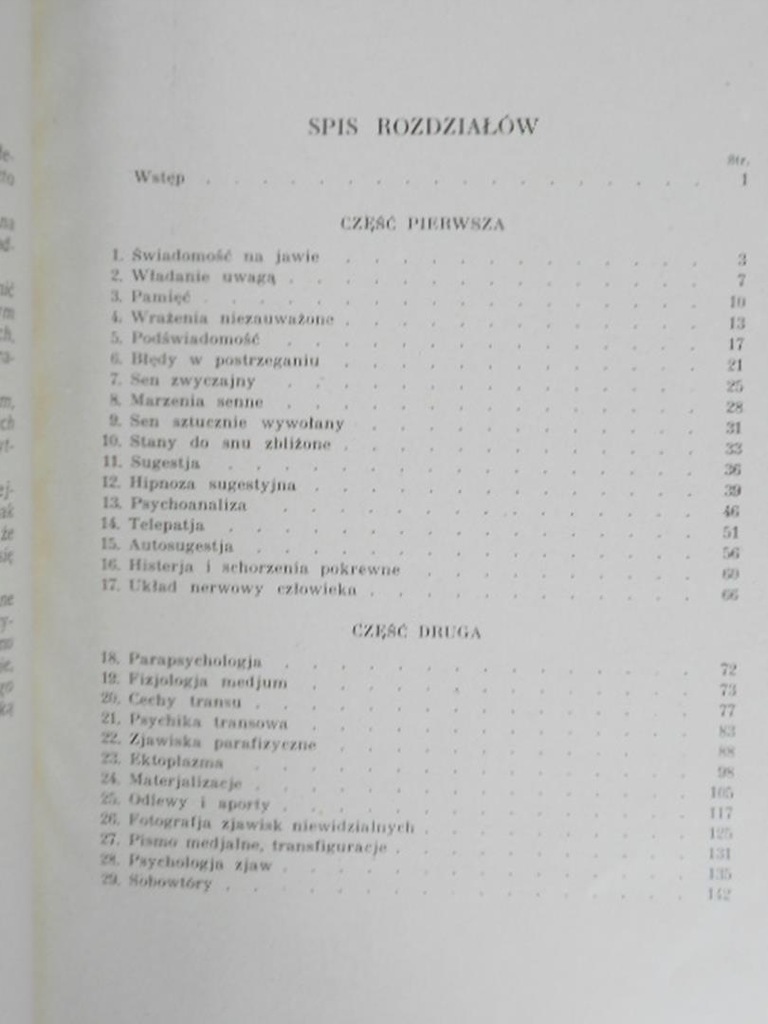 SPIS ROZDZIAŁÓW
Str.
Wstęp . . . . . . . . . . . . . . . . . . 1
CZĘŚĆ PIERWSZA
1. Świadomość na jawie . . . . . . . . . . . . . 3
2. Władanie uwagą . . . . . . . . . . . . . . . 7
3. Pamięć . . . . . . . . . . . . . . . . . . 10
4. Wrażenia niezauważone . . . . . . . . . . . . . 13
5. Podświadomość . . . . . . . . . . . . . . . 17
6. Błędy w postrzeganiu . . . . . . . . . . . . . 21
7. Sen zwyczajny . . . . . . . . . . . . . . . 25
8. Marzenia senne . . . . . . . . . . . . . . . 28
9. Sen sztucznie wywołany . . . . . . . . . . . . 31
10. Stany do snu zbliżone . . . . . . . . . . . . . 33
11. Sugestja . . . . . . . . . . . . . . . . . 36
12. Hipnoza sugestyjna . . . . . . . . . . . . . . 39
13. Psychoanaliza . . . . . . . . . . . . . . . 46
14. Telepatja . . . . . . . . . . . . . . . . . 51
15. Autosugestja . . . . . . . . . . . . . . . . 56
16. Histerja i schorzenia pokrewne . . . . . . . . . . 60
17. Układ nerwowy człowieka . . . . . . . . . . . . 66
CZĘŚĆ DRUGA
18. Parapsychologja . . . . . . . . . . . . . . . 72
19. Fizjologja medjum . . . . . . . . . . . . . . 73
20. Cechy transu . . . . . . . . . . . . . . . . 77
21. Psychika transowa . . . . . . . . . . . . . . 83
22. Zjawiska parafizyczne . . . . . . . . . . . . . 88
23. Ektoplazma . . . . . . . . . . . . . . . . 98
24. Materjalizacje . . . . . . . . . . . . . . . . 105
25. Odlewy i aporty . . . . . . . . . . . . . . . 117
26. Fotografja zjawisk niewidzialnych . . . . . . . . . . 125
27. Pismo medjalne, transfiguracje . . . . . . . . . . . 131
28. Psychologja zjaw . . . . . . . . . . . . . . . 135
29. Sobowtóry . . . . . . . . . . . . . . . . . 142